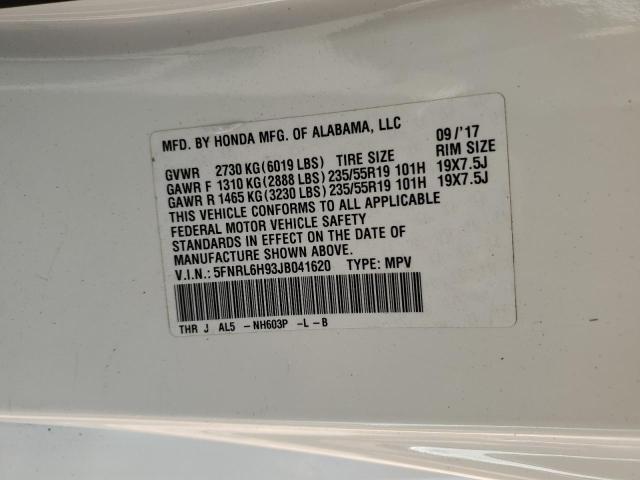 MFD. BY HONDA MFG. OF ALABAMA, LLC 09/'17
GVWR 2730 KG(6019 LBS) TIRE SIZE RIM SIZE
GAWR F 1310 KG(2888 LBS) 235/55R19 101H 19X7.5J
GAWR R 1465 KG(3230 LBS) 235/55R19 101H 19X7.5J
THIS VEHICLE CONFORMS TO ALL APPLICABLE
FEDERAL MOTOR VEHICLE SAFETY
STANDARDS IN EFFECT ON THE DATE OF
MANUFACTURE SHOWN ABOVE.
V.I.N.: 5FNRL6H93JB041620 TYPE: MPV
THR J AL5 -NH603P -L -B